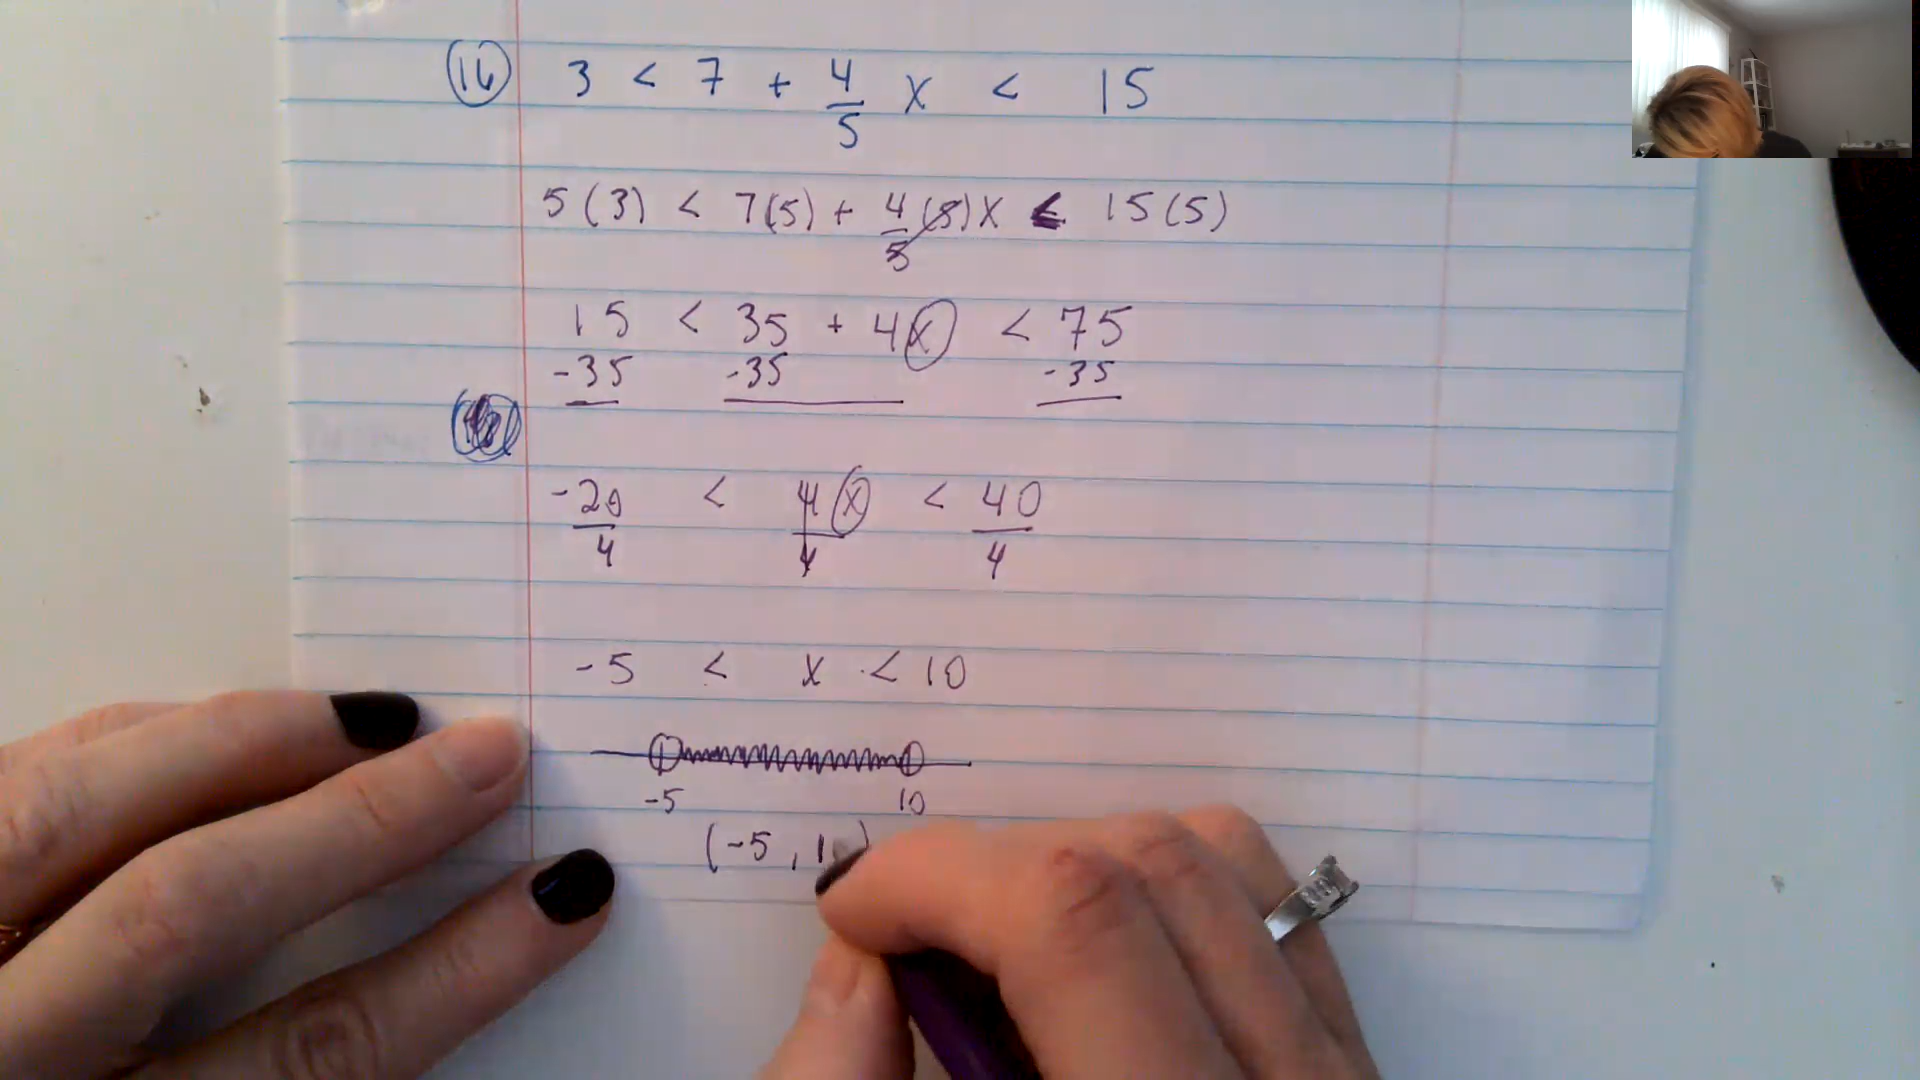 16 3 < 7 + 4/5 x < 15
5(3) < 7(5) + 4/5 (5)x < 15(5)
15 < 35 + 4x < 75
-35 -35 -35
-20/4 < 4x/4 < 40/4
-5 < x < 10
-5 10
(-5, 10)